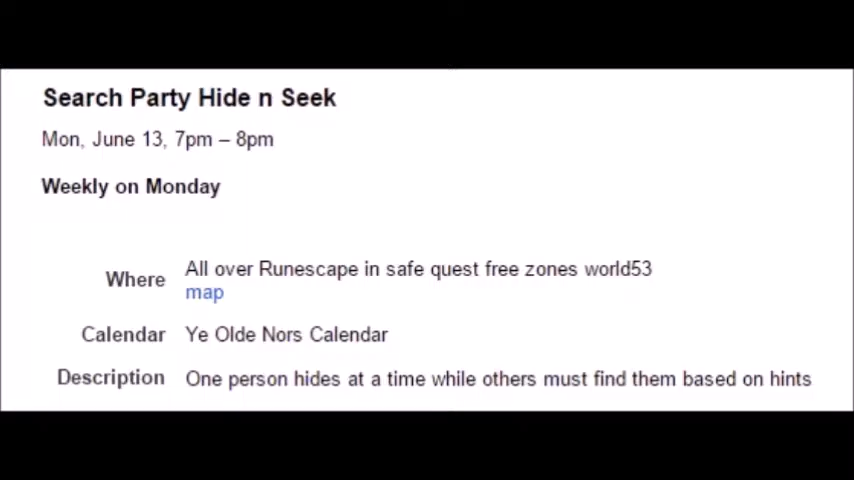 Search Party Hide n Seek
Mon, June 13, 7pm – 8pm
Weekly on Monday
Where All over Runescape in safe quest free zones world53
map
Calendar Ye Olde Nors Calendar
Description One person hides at a time while others must find them based on hints